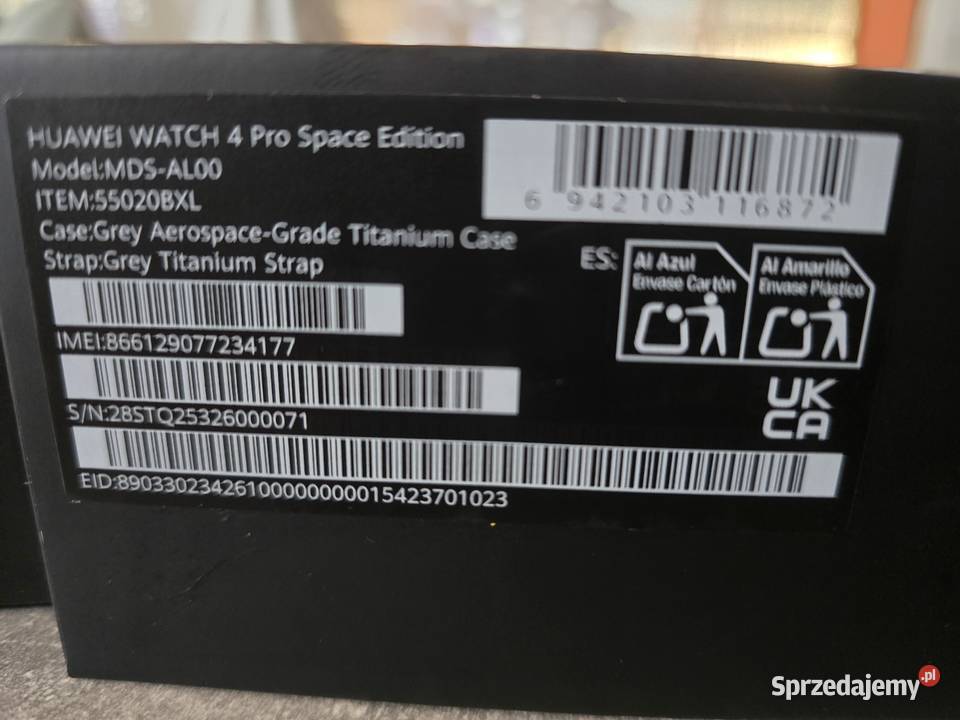 HUAWEI WATCH 4 Pro Space Edition
Model:MDS-AL00
ITEM:55020BXL
Case:Grey Aerospace-Grade Titanium Case
Strap:Grey Titanium Strap
6 942103 116872
ES:
Al Azul
Envase Cartón
Al Amarillo
Envase Plástico
IMEI:866129077234177
S/N:28STQ25326000071
EID:89033023426100000000015423701023
UK
CA
Sprzedajemy.pl